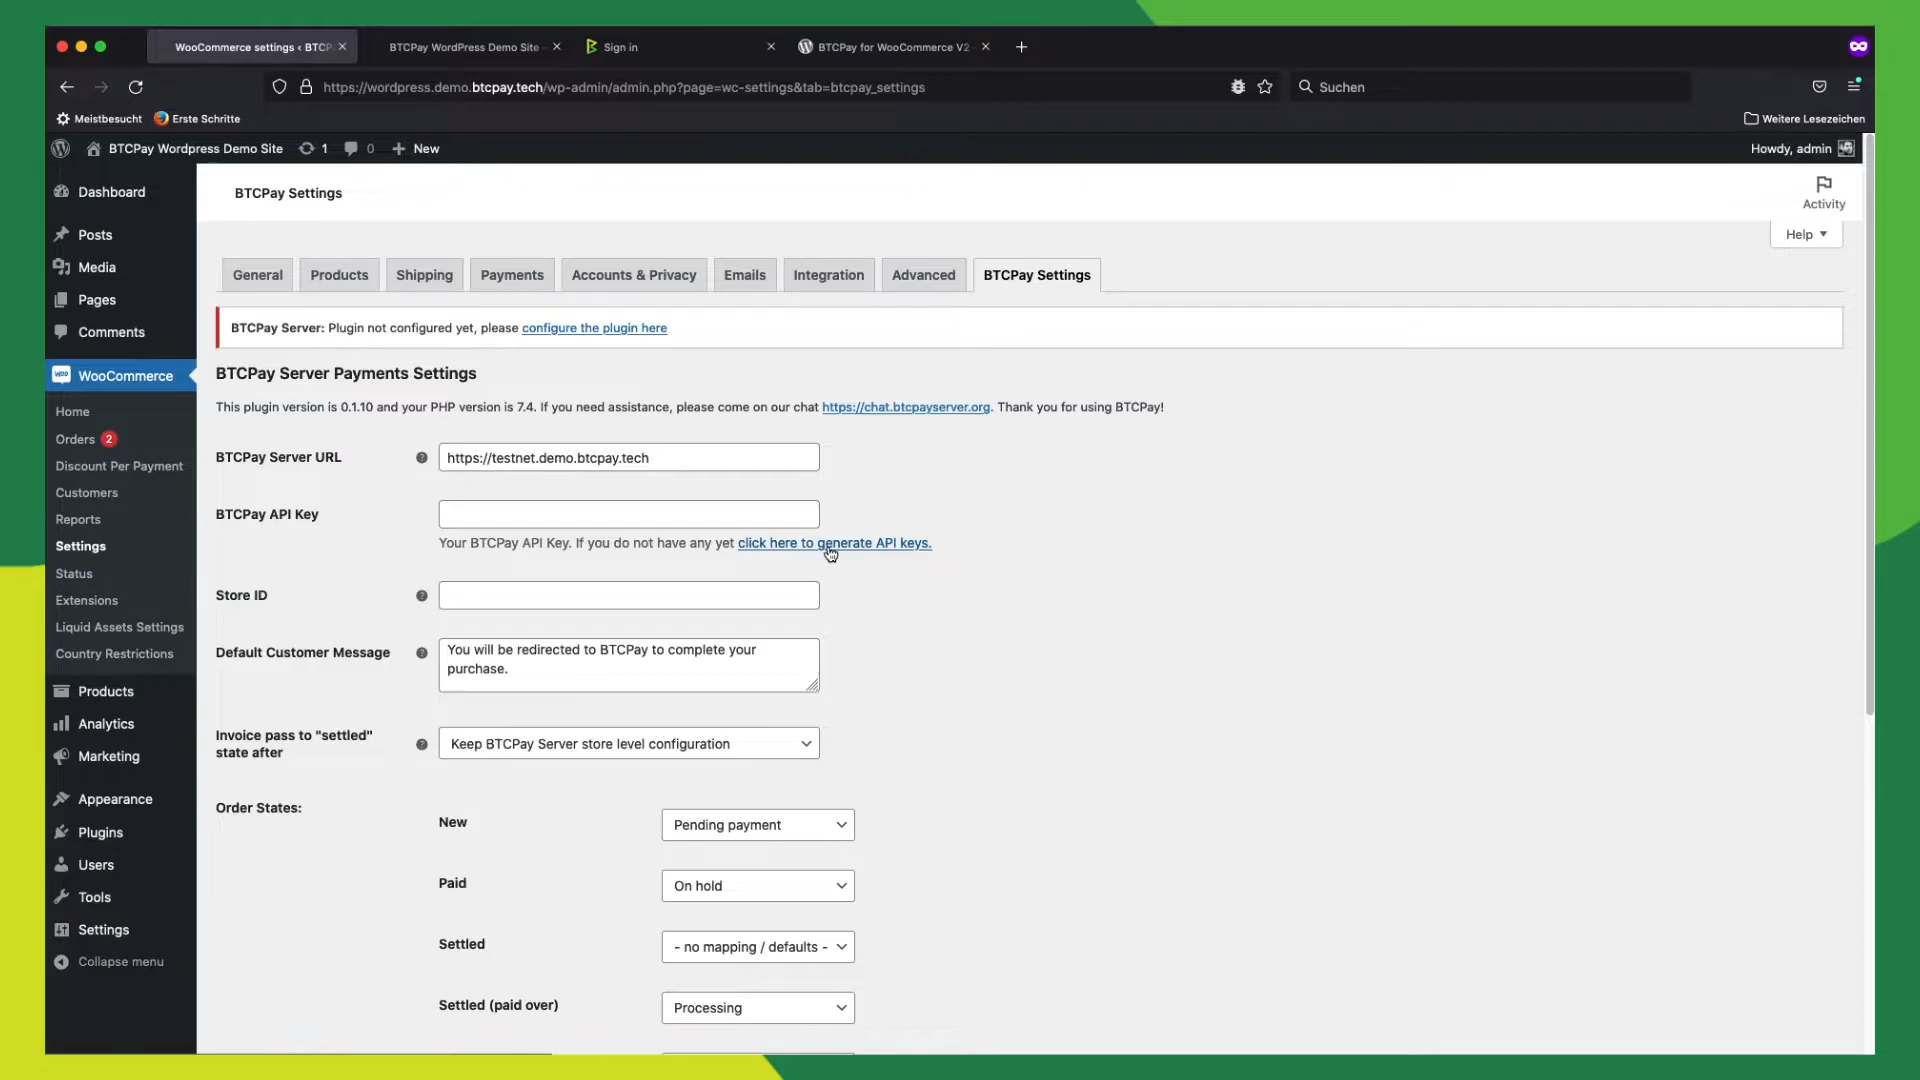 WooCommerce settings ‹ BTCP
BTCPay WordPress Demo Site
Sign in
BTCPay for WooCommerce V2
https://wordpress.demo.btcpay.tech/wp-admin/admin.php?page=wc-settings&tab=btcpay_settings
Suchen
Meistbesucht
Erste Schritte
Weitere Lesezeichen
BTCPay Wordpress Demo Site
1
0
New
Howdy, admin
Dashboard
Posts
Media
Pages
Comments
WOO
WooCommerce
Home
Orders 2
Discount Per Payment
Customers
Reports
Settings
Status
Extensions
Liquid Assets Settings
Country Restrictions
Products
Analytics
Marketing
Appearance
Plugins
Users
Tools
Settings
Collapse menu
BTCPay Settings
Activity
Help
General
Products
Shipping
Payments
Accounts & Privacy
Emails
Integration
Advanced
BTCPay Settings
BTCPay Server: Plugin not configured yet, please configure the plugin here
BTCPay Server Payments Settings
This plugin version is 0.1.10 and your PHP version is 7.4. If you need assistance, please come on our chat https://chat.btcpayserver.org. Thank you for using BTCPay!
BTCPay Server URL
https://testnet.demo.btcpay.tech
BTCPay API Key
Your BTCPay API Key. If you do not have any yet click here to generate API keys.
Store ID
Default Customer Message
You will be redirected to BTCPay to complete your
purchase.
Invoice pass to "settled"
state after
Keep BTCPay Server store level configuration
Order States:
New
Pending payment
Paid
On hold
Settled
- no mapping / defaults -
Settled (paid over)
Processing